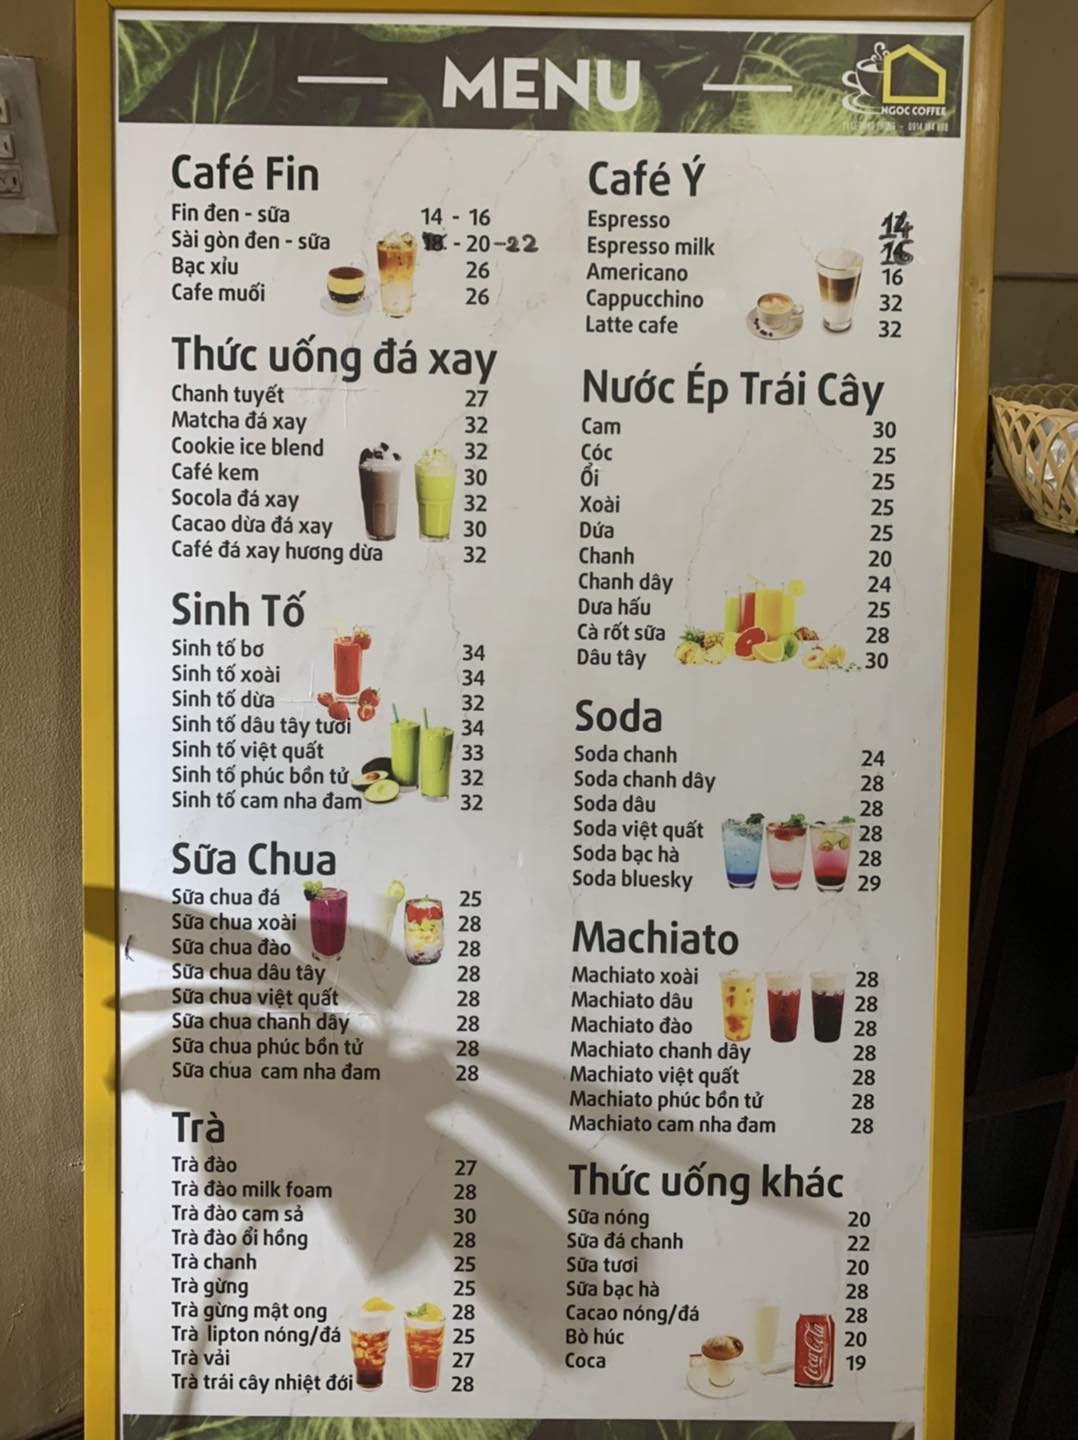 MENU
NGOC COFFEE
Café Fin
Fin đen - sữa 14 - 16
Sài gòn đen - sữa - 20 - 22
Bạc xỉu 26
Cafe muối 26
Thức uống đá xay
Chanh tuyết 27
Matcha đá xay 32
Cookie ice blend 32
Café kem 30
Socola đá xay 32
Cacao dừa đá xay 30
Café đá xay hương dừa 32
Sinh Tố
Sinh tố bơ 34
Sinh tố xoài 34
Sinh tố dừa 32
Sinh tố dâu tây tươi 34
Sinh tố việt quất 33
Sinh tố phúc bồn tử 32
Sinh tố cam nha đam 32
Sữa Chua
Sữa chua đá 25
Sữa chua xoài 28
Sữa chua đào 28
Sữa chua dâu tây 28
Sữa chua việt quất 28
Sữa chua chanh dây 28
Sữa chua phúc bồn tử 28
Sữa chua cam nha đam 28
Trà
Trà đào 27
Trà đào milk foam 28
Trà đào cam sả 30
Trà đào ổi hồng 28
Trà chanh 25
Trà gừng 25
Trà gừng mật ong 28
Trà lipton nóng/đá 25
Trà vải 27
Trà trái cây nhiệt đới 28
Café Ý
Espresso
Espresso milk
Americano 16
Cappucchino 32
Latte cafe 32
Nước Ép Trái Cây
Cam 30
Cóc 25
Ổi 25
Xoài 25
Dứa 25
Chanh 20
Chanh dây 24
Dưa hấu 25
Cà rốt sữa 28
Dâu tây 30
Soda
Soda chanh 24
Soda chanh dây 28
Soda dâu 28
Soda việt quất 28
Soda bạc hà 28
Soda bluesky 29
Machiato
Machiato xoài 28
Machiato dâu 28
Machiato đào 28
Machiato chanh dây 28
Machiato việt quất 28
Machiato phúc bồn tử 28
Machiato cam nha đam 28
Thức uống khác
Sữa nóng 20
Sữa đá chanh 22
Sữa tươi 20
Sữa bạc hà 28
Cacao nóng/đá 28
Bò húc 20
Coca 19
Coca-Cola